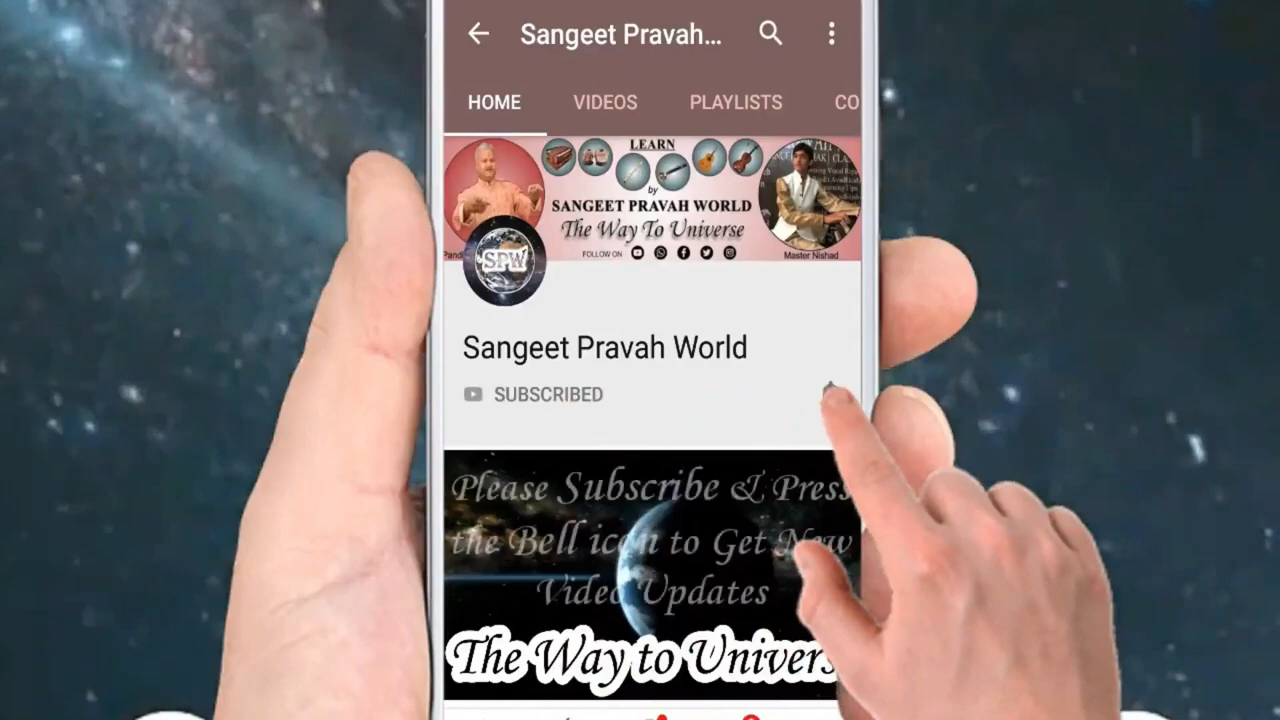 Sangeet Pravah...
HOME VIDEOS PLAYLISTS CO
LEARN
by
SANGEET PRAVAH WORLD
The Way To Universe
FOLLOW ON
Master Nishad
SPW
Sangeet Pravah World
SUBSCRIBED
Please Subscribe & Press
the Bell icon to Get New
Video Updates
The Way to Univers